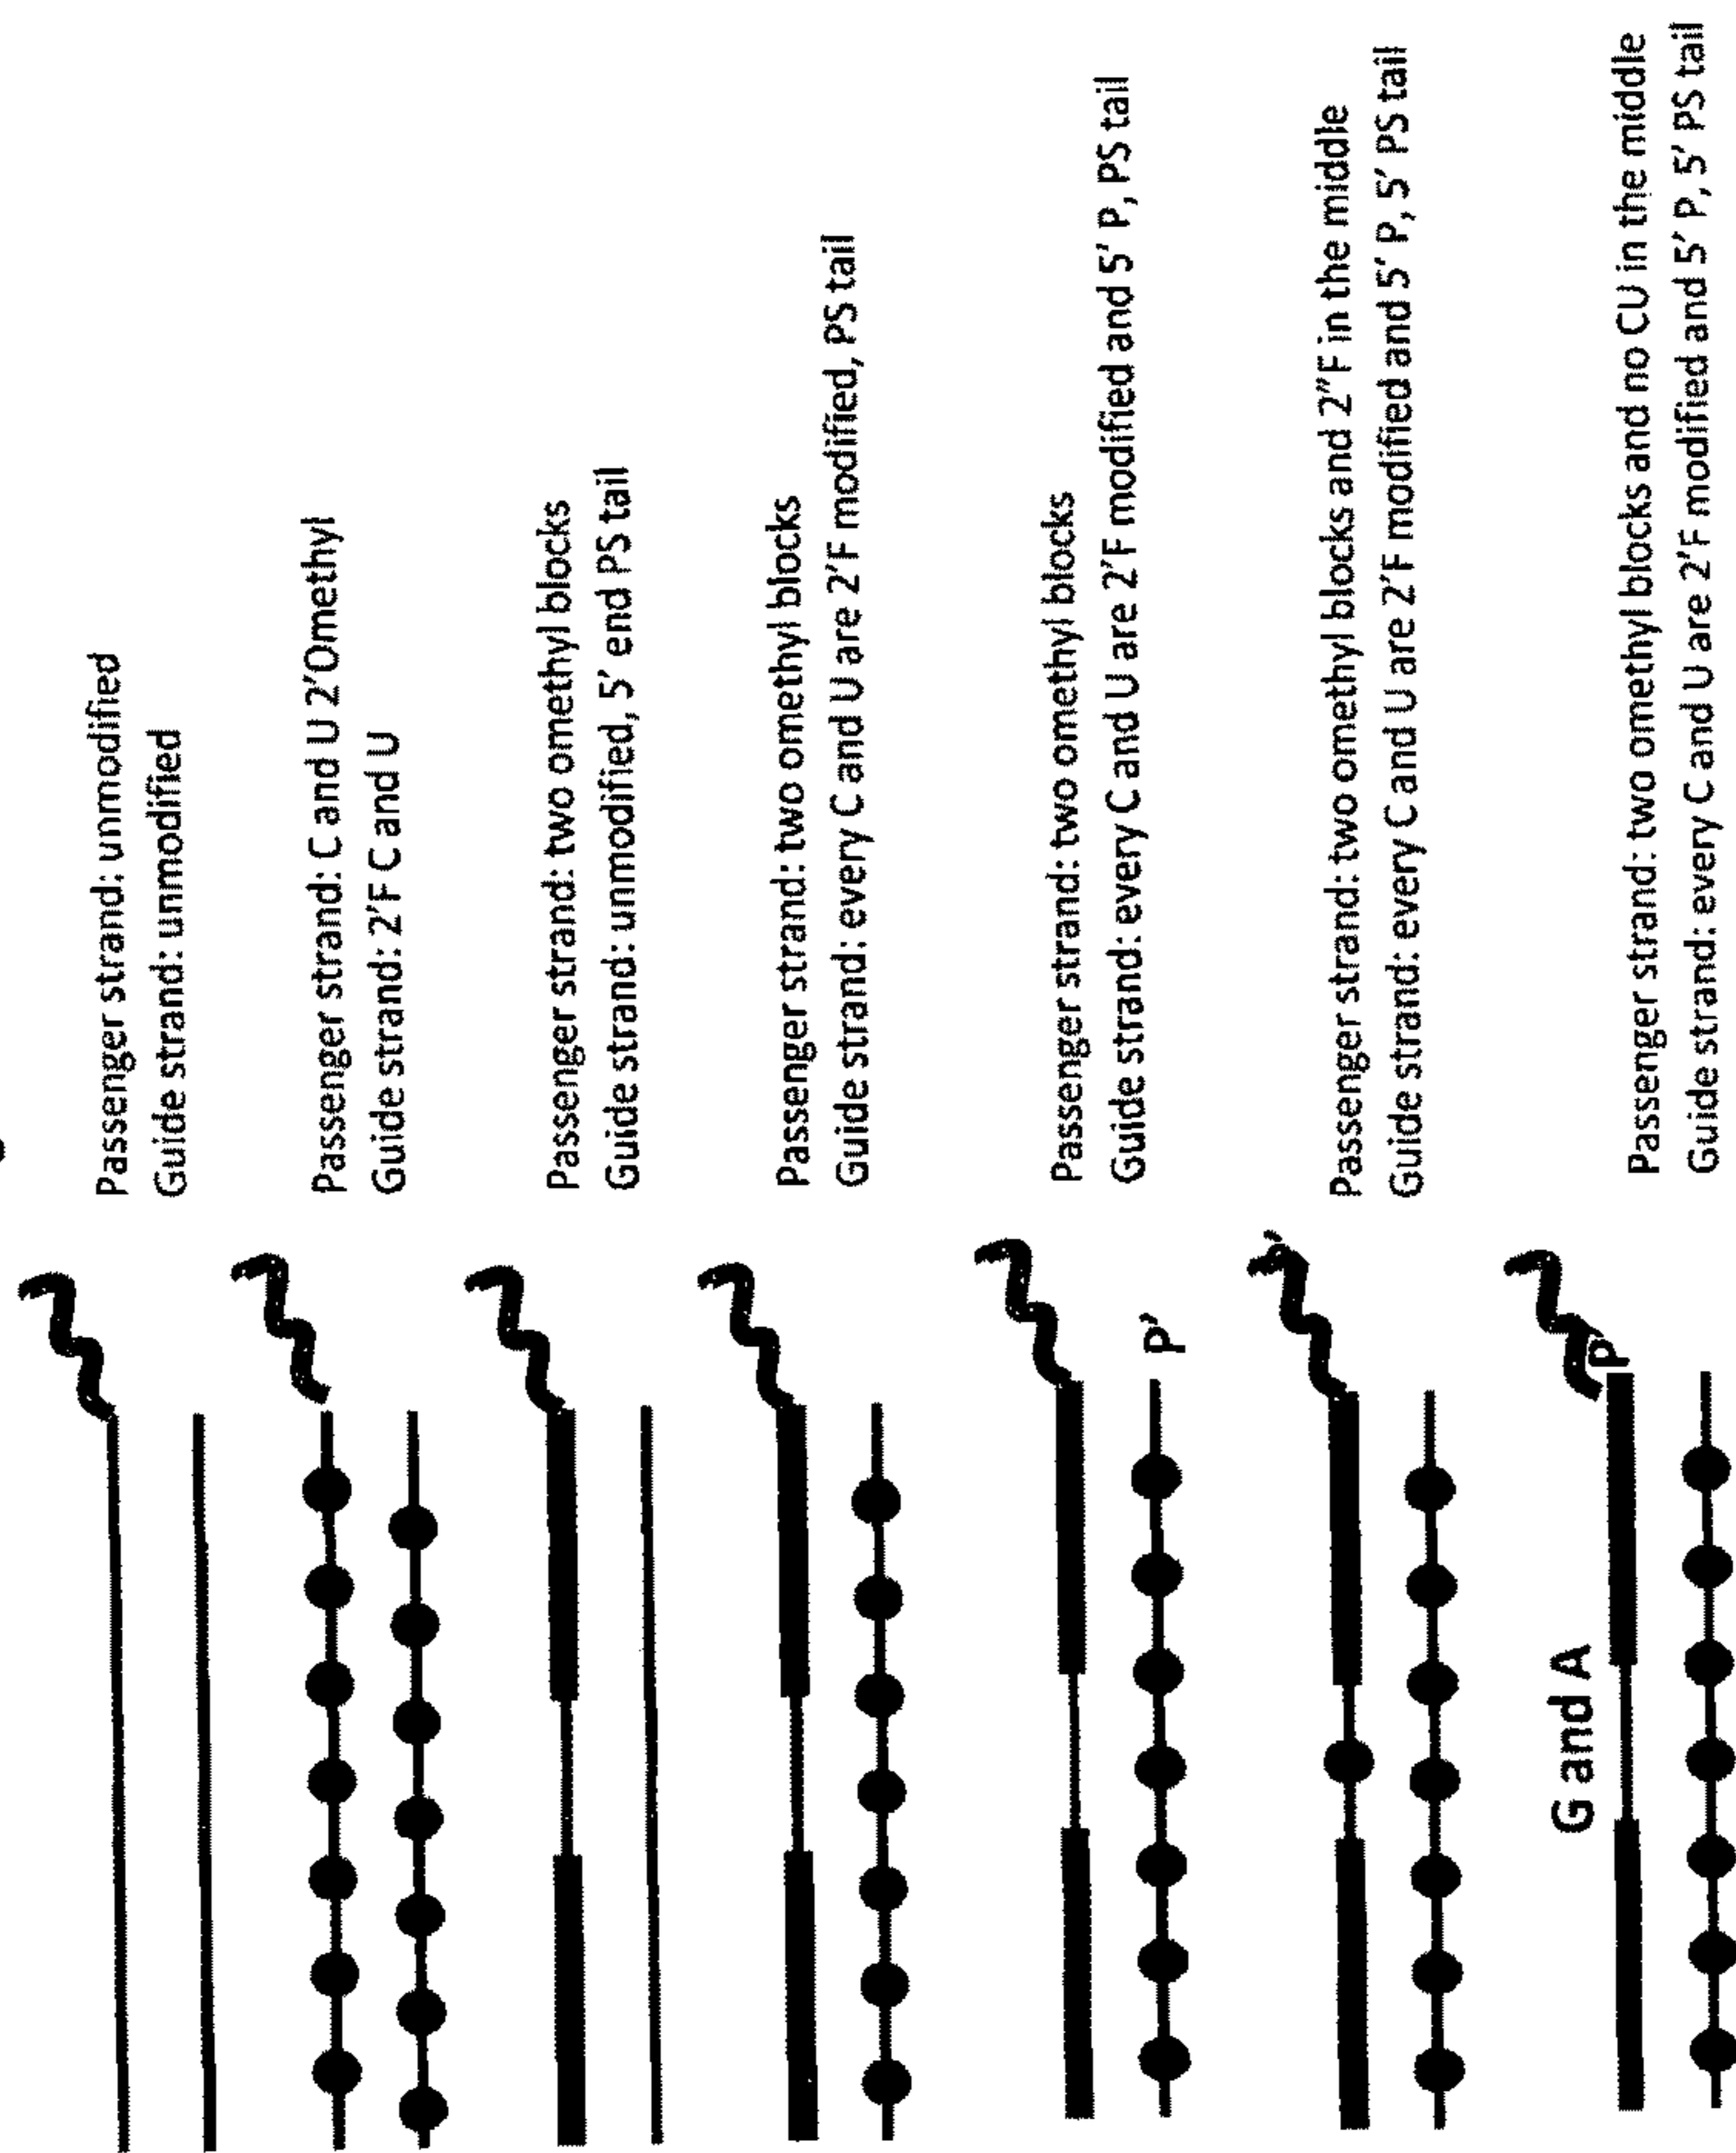 Passenger strand: unmodified
Guide strand: unmodified
Passenger strand: C and U 2'Omethyl
Guide strand: 2'F C and U
Passenger strand: two omethyl blocks
Guide strand: unmodified, 5' end PS tail
Passenger strand: two omethyl blocks
Guide strand: every C and U are 2'F modified, PS tail
Passenger strand: two omethyl blocks
Guide strand: every C and U are 2'F modified and 5' P, PS tail
P'
Passenger strand: two omethyl blocks and 2''F in the middle
Guide strand: every C and U are 2'F modified and 5' P, 5' PS tail
G and A
P'
Passenger strand: two omethyl blocks and no CU in the middle
Guide strand: every C and U are 2'F modified and 5' P, 5' PS tail